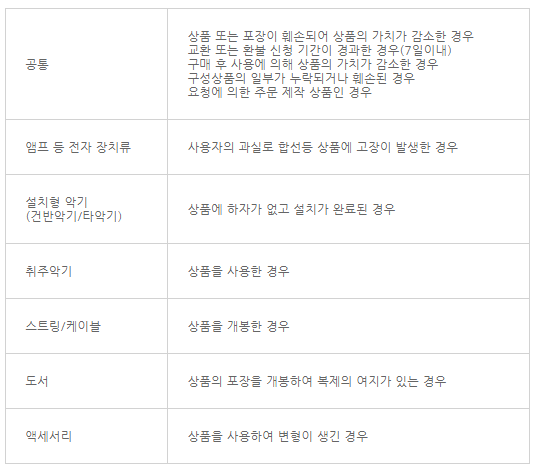 공통
상품 또는 포장이 훼손되어 상품의 가치가 감소한 경우
교환 또는 환불 신청 기간이 경과한 경우(7일이내)
구매 후 사용에 의해 상품의 가치가 감소한 경우
구성상품의 일부가 누락되거나 훼손된 경우
요청에 의한 주문 제작 상품인 경우
앰프 등 전자 장치류
사용자의 과실로 합선등 상품에 고장이 발생한 경우
설치형 악기
(건반악기/타악기)
상품에 하자가 없고 설치가 완료된 경우
취주악기
상품을 사용한 경우
스트링/케이블
상품을 개봉한 경우
도서
상품의 포장을 개봉하여 복제의 여지가 있는 경우
액세서리
상품을 사용하여 변형이 생긴 경우